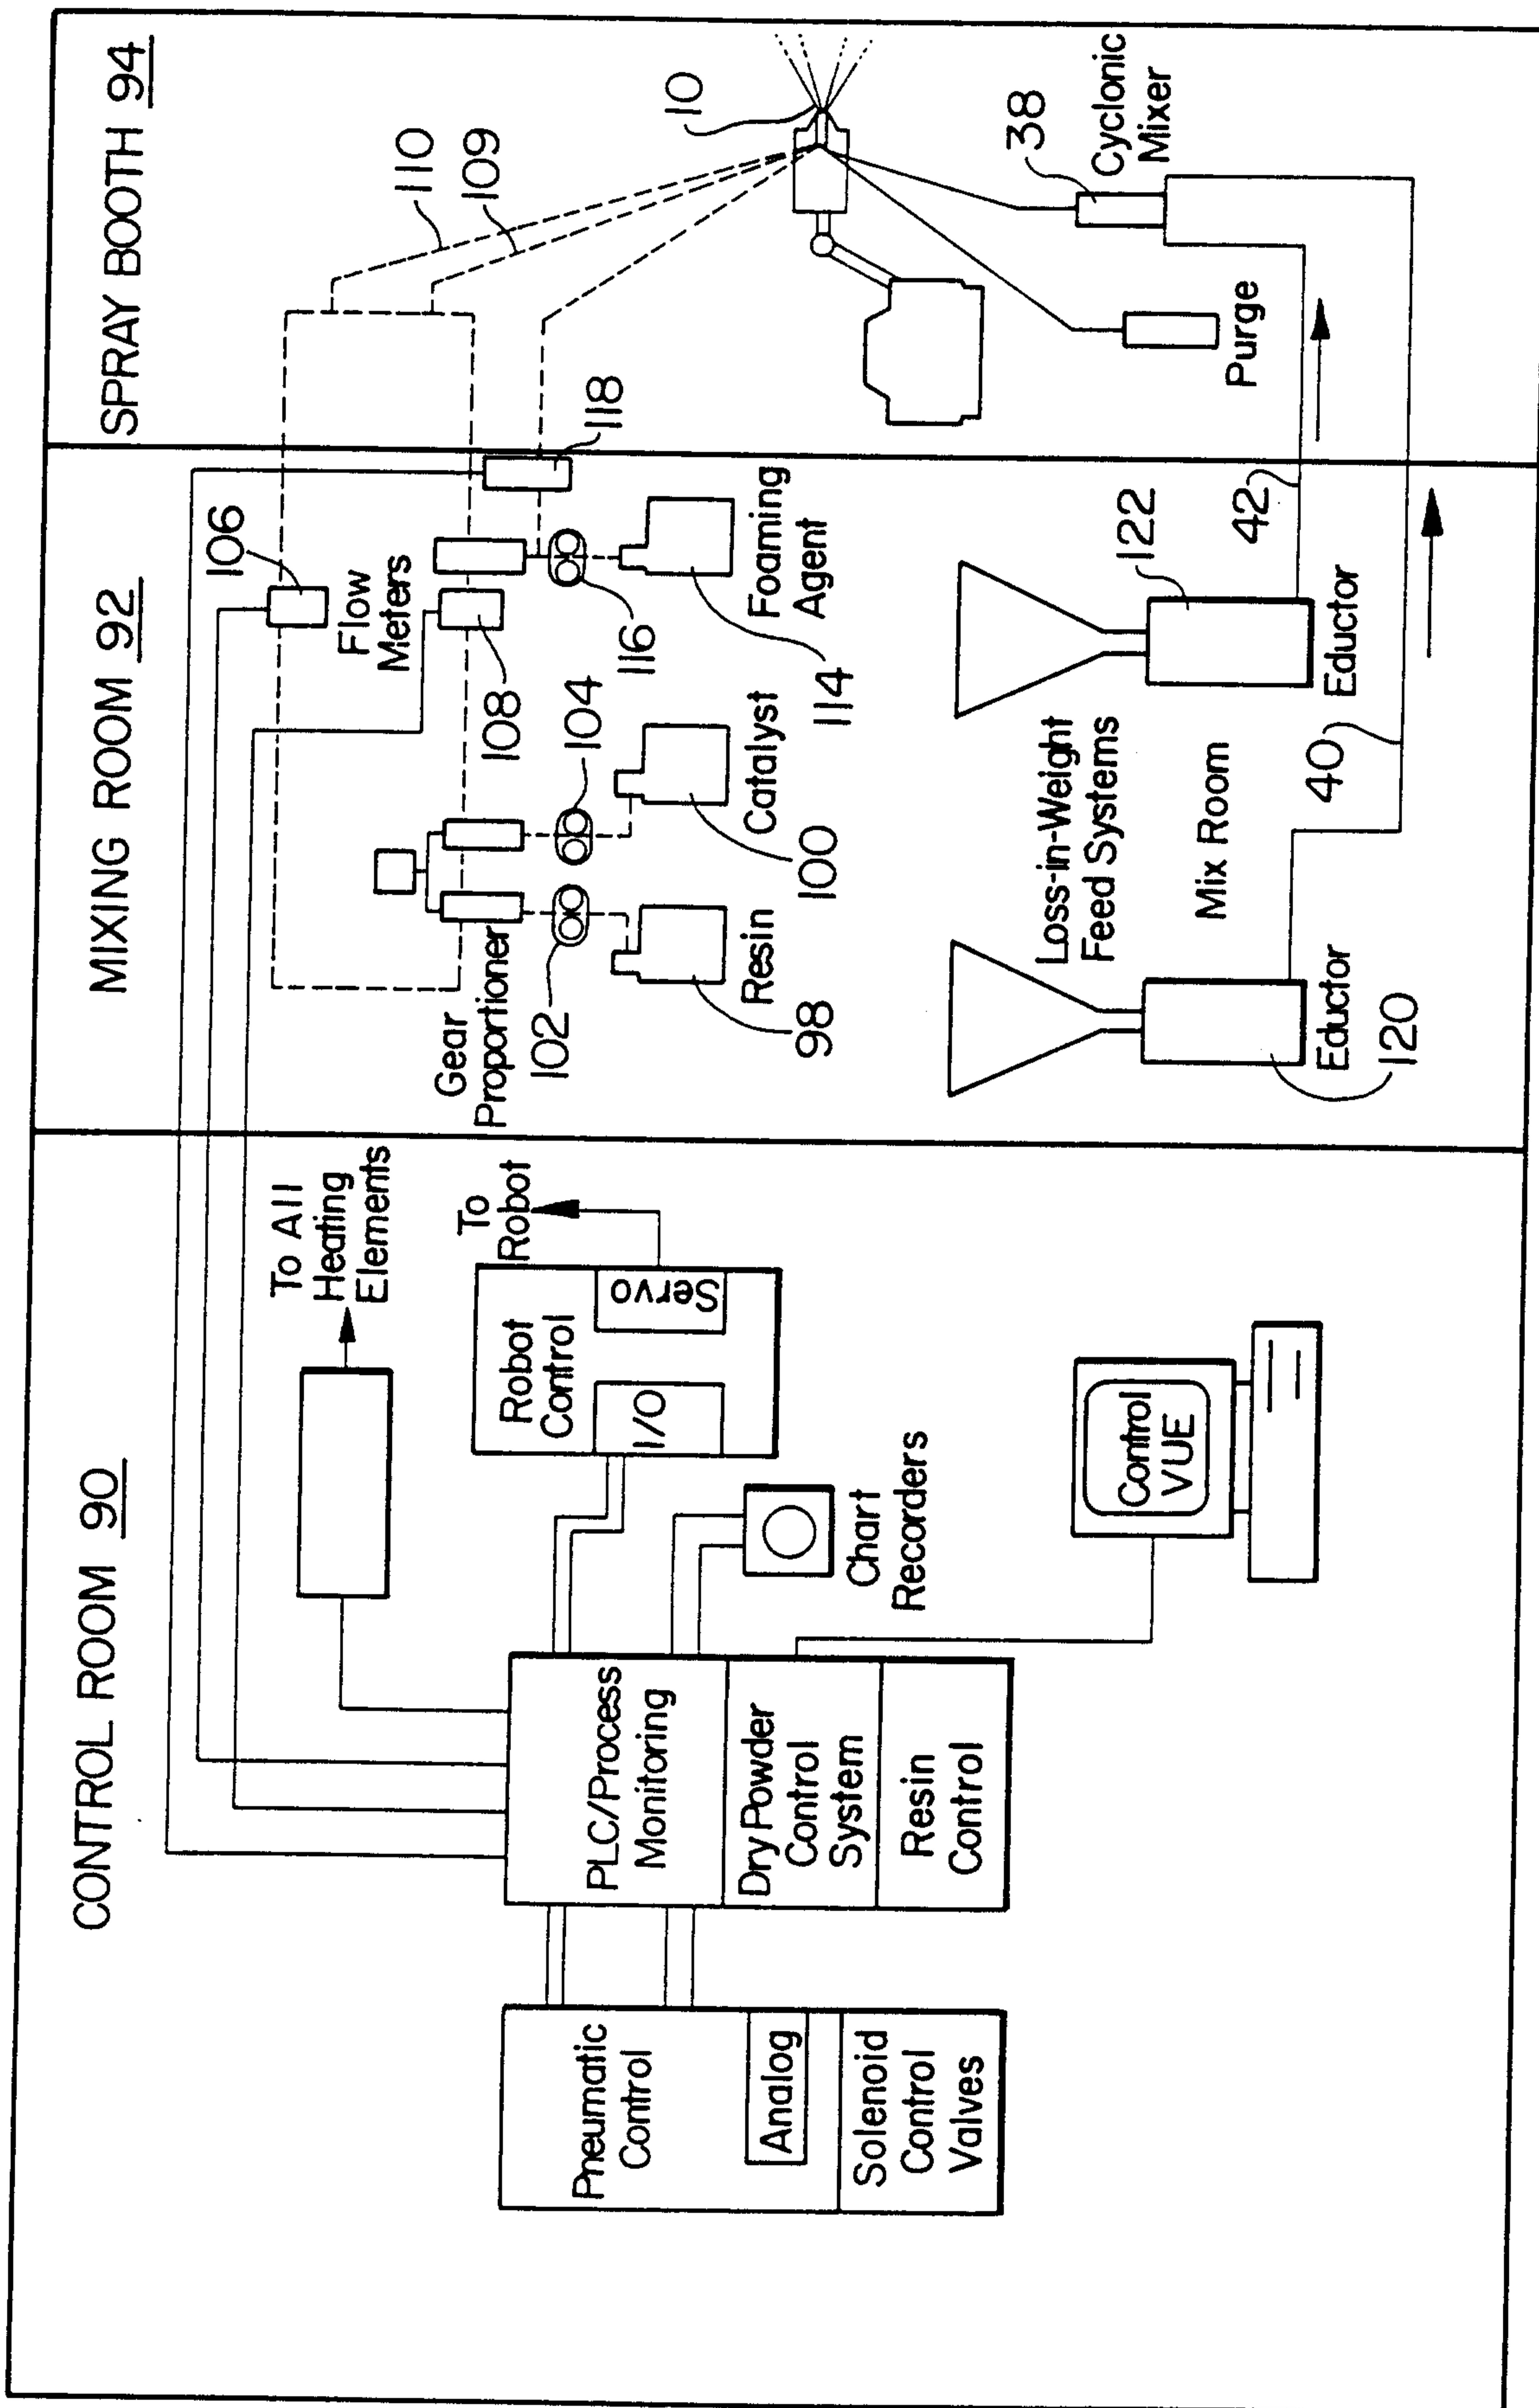 CONTROL ROOM 90
MIXING ROOM 92
SPRAY BOOTH 94
To All
Heating
Elements
To
Robot
Robot
Control
I/O
Servo
Chart
Recorders
Control
VUE
PLC/Process
Monitoring
Dry Powder
Control
System
Resin
Control
Pneumatic
Control
Analog
Solenoid
Control
Valves
106
Flow
Meters
Gear
Proportioner
102
104
108
116
118
Resin
98
Catalyst
100
Foaming
Agent
114
Loss-in-Weight
Feed Systems
Mix Room
Eductor
120
Eductor
122
40
42
110
109
10
38
Cyclonic
Mixer
Purge